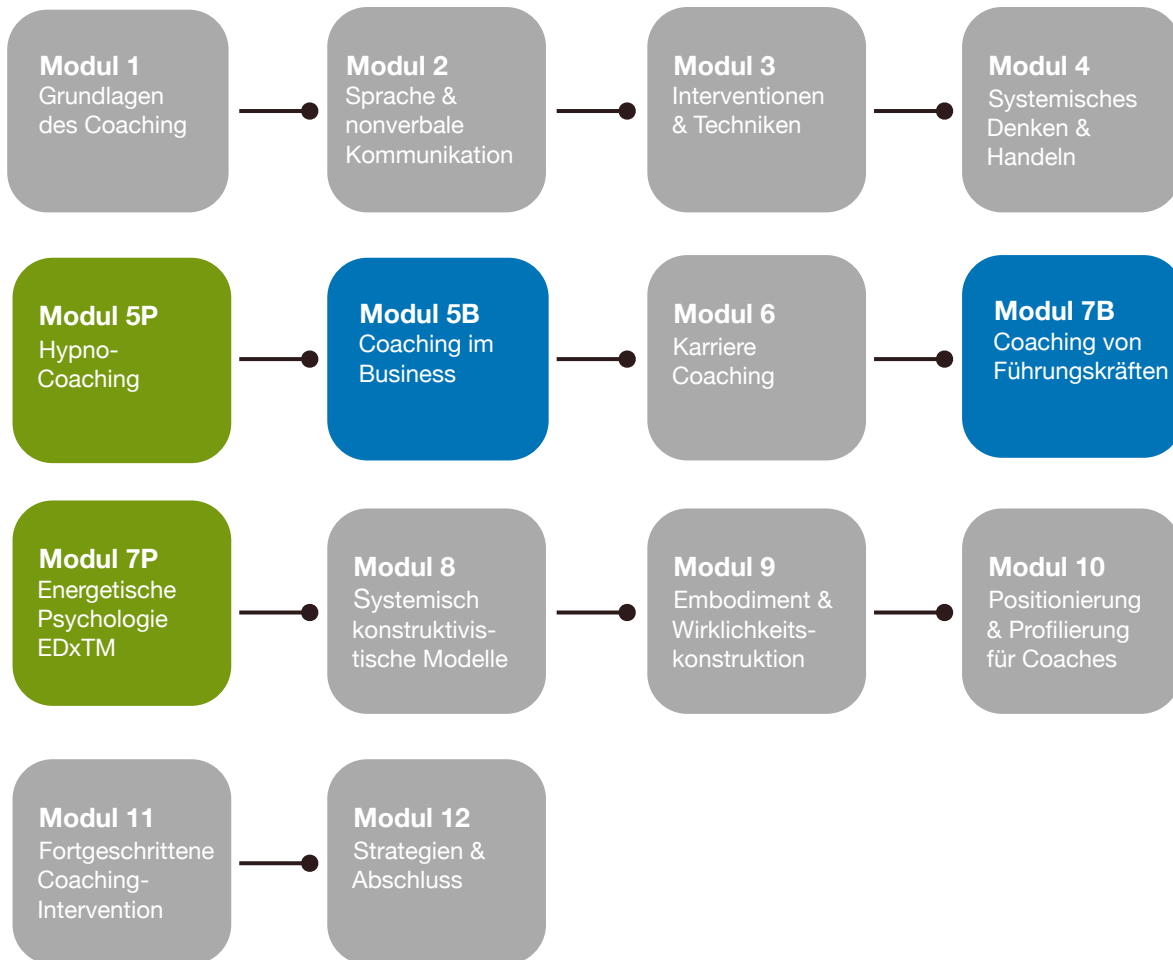 Modul 1
Grundlagen
des Coaching
Modul 2
Sprache &
nonverbale
Kommunikation
Modul 3
Interventionen
& Techniken
Modul 4
Systemisches
Denken &
Handeln
Modul 5P
Hypno-
Coaching
Modul 5B
Coaching im
Business
Modul 6
Karriere
Coaching
Modul 7B
Coaching von
Führungskräften
Modul 7P
Energetische
Psychologie
EDxTM
Modul 8
Systemisch
konstruktivis-
tische Modelle
Modul 9
Embodiment &
Wirklichkeits-
konstruktion
Modul 10
Positionierung
& Profilierung
für Coaches
Modul 11
Fortgeschrittene
Coaching-
Intervention
Modul 12
Strategien &
Abschluss